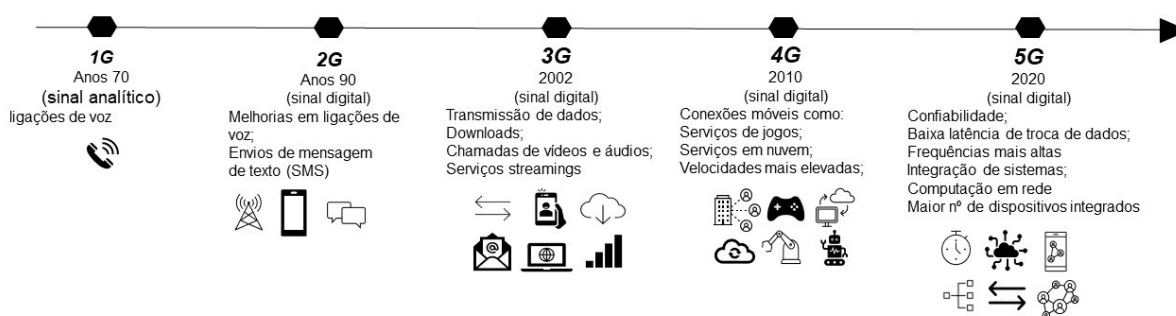 1G
Anos 70
(sinal analítico)
ligações de voz
2G
Anos 90
(sinal digital)
Melhorias em ligações de
voz;
Envios de mensagem
de texto (SMS)
3G
2002
(sinal digital)
Transmissão de dados;
Downloads;
Chamadas de vídeos e áudios;
Serviços streamings
4G
2010
(sinal digital)
Conexões móveis como:
Serviços de jogos;
Serviços em nuvem;
Velocidades mais elevadas;
5G
2020
(sinal digital)
Confiabilidade;
Baixa latência de troca de dados;
Frequências mais altas
Integração de sistemas;
Computação em rede
Maior nº de dispositivos integrados